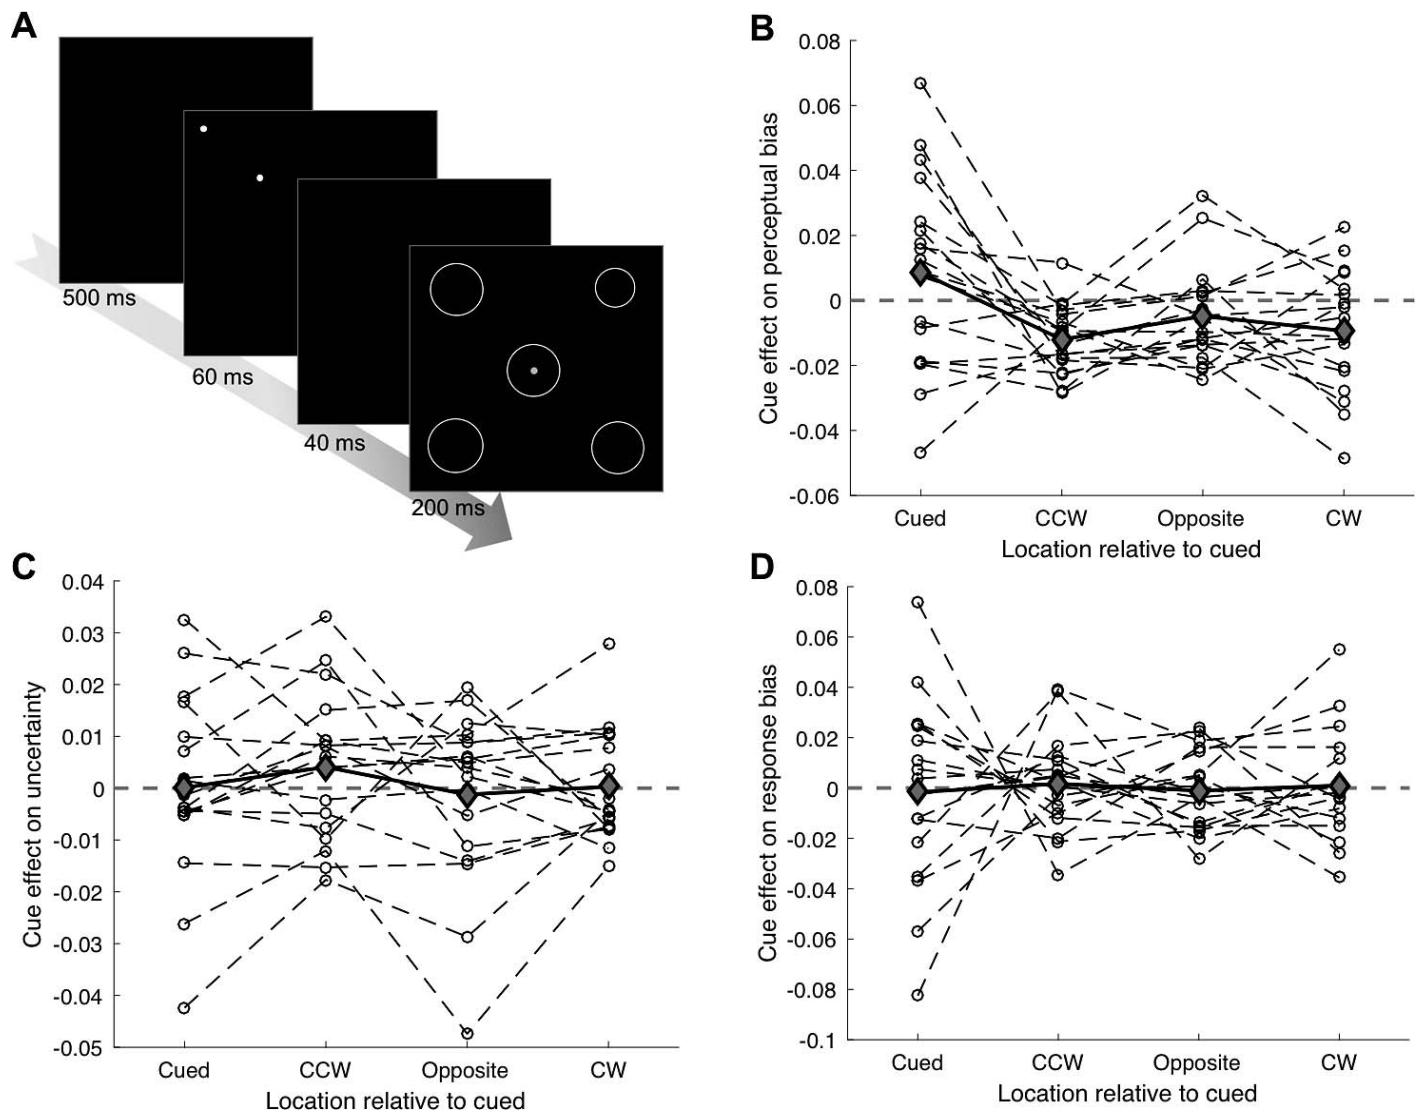 A
500 ms
60 ms
40 ms
200 ms
B
0.08
0.06
0.04
0.02
0
-0.02
-0.04
-0.06
Cue effect on perceptual bias
Cued CCW Opposite CW
Location relative to cued
C
0.04
0.03
0.02
0.01
0
-0.01
-0.02
-0.03
-0.04
-0.05
Cue effect on uncertainty
Cued CCW Opposite CW
Location relative to cued
D
0.08
0.06
0.04
0.02
0
-0.02
-0.04
-0.06
-0.08
-0.1
Cue effect on response bias
Cued CCW Opposite CW
Location relative to cued